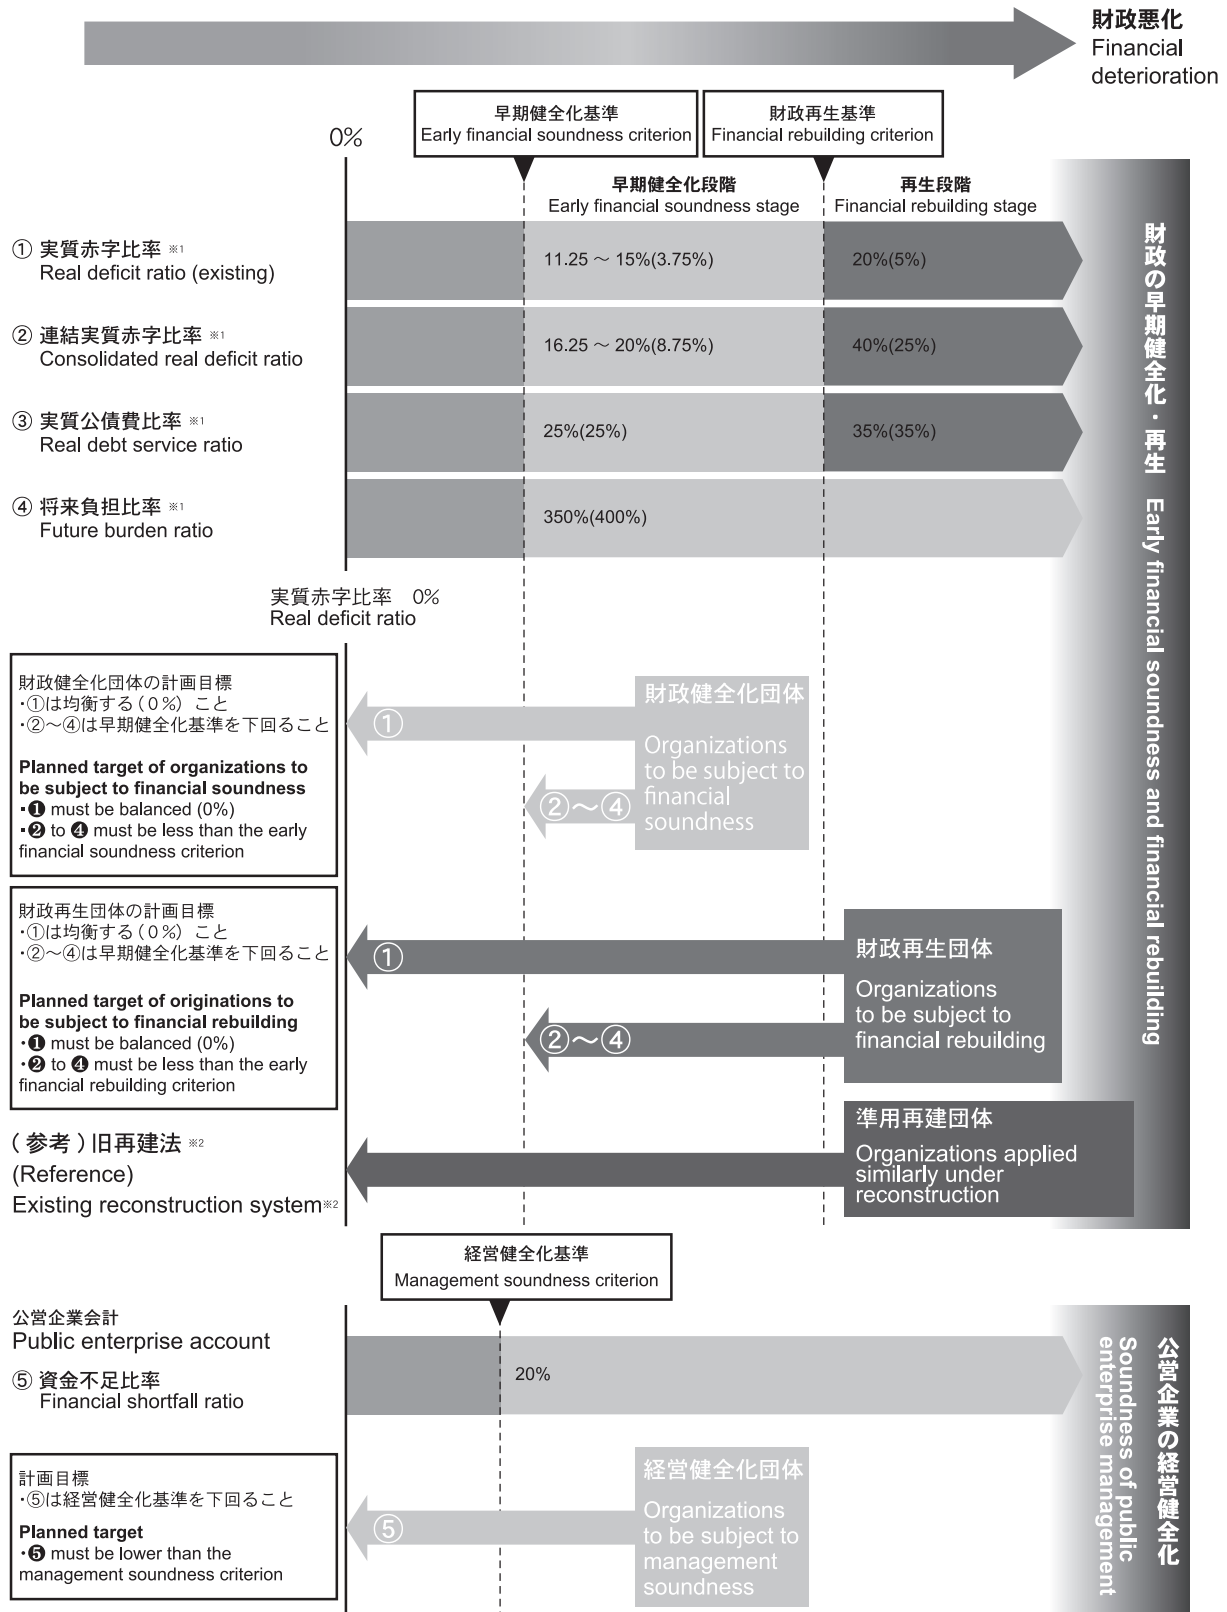 財政悪化
Financial
deterioration
早期健全化基準
Early financial soundness criterion
財政再生基準
Financial rebuilding criterion
0%
早期健全化段階
Early financial soundness stage
再生段階
Financial rebuilding stage
① 実質赤字比率 ※1
Real deficit ratio (existing)
11.25 ～ 15%(3.75%)
20%(5%)
② 連結実質赤字比率 ※1
Consolidated real deficit ratio
16.25 ～ 20%(8.75%)
40%(25%)
③ 実質公債費比率 ※1
Real debt service ratio
25%(25%)
35%(35%)
④ 将来負担比率 ※1
Future burden ratio
350%(400%)
財政の早期健全化・再生 Early financial soundness and financial rebuilding
実質赤字比率 0%
Real deficit ratio
財政健全化団体の計画目標
・①は均衡する（０％）こと
・②～④は早期健全化基準を下回ること
Planned target of organizations to
be subject to financial soundness
・❶ must be balanced (0%)
・❷ to ❹ must be less than the early
financial soundness criterion
①
②～④
財政健全化団体
Organizations
to be subject to
financial
soundness
財政再生団体の計画目標
・①は均衡する（０％）こと
・②～④は早期健全化基準を下回ること
Planned target of originations to
be subject to financial rebuilding
・❶ must be balanced (0%)
・❷ to ❹ must be less than the early
financial rebuilding criterion
①
②～④
財政再生団体
Organizations
to be subject to
financial rebuilding
（参考）旧再建法 ※2
(Reference)
Existing reconstruction system※2
準用再建団体
Organizations applied
similarly under
reconstruction
経営健全化基準
Management soundness criterion
公営企業会計
Public enterprise account
⑤ 資金不足比率
Financial shortfall ratio
20%
公営企業の経営健全化
Soundness of public
enterprise management
計画目標
・⑤は経営健全化基準を下回ること
Planned target
・❺ must be lower than the
management soundness criterion
⑤
経営健全化団体
Organizations
to be subject to
management
soundness